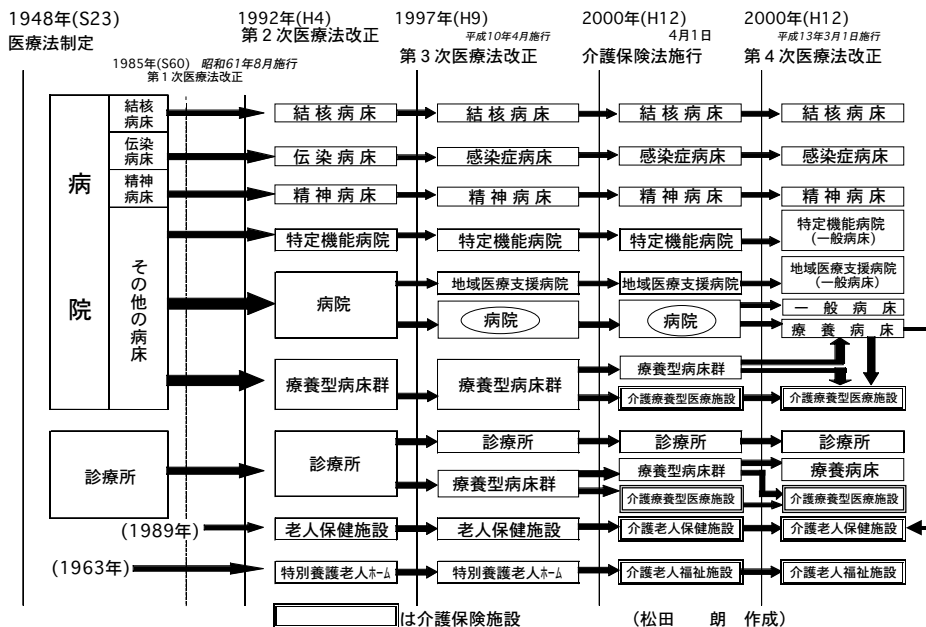 1948年(S23)
医療法制定
1985年(S60) 昭和61年8月施行
第1次医療法改正
1992年(H4)
第2次医療法改正
1997年(H9)
平成10年4月施行
第3次医療法改正
2000年(H12)
4月1日
介護保険法施行
2000年(H12)
平成13年3月1日施行
第4次医療法改正
病
院
結核
病床
伝染
病床
精神
病床
その他の病床
結核病床
結核病床
結核病床
結核病床
伝染病床
感染症病床
感染症病床
感染症病床
精神病床
精神病床
精神病床
精神病床
特定機能病院
特定機能病院
特定機能病院
特定機能病院
(一般病床)
病院
地域医療支援病院
地域医療支援病院
地域医療支援病院
(一般病床)
病院
病院
一般病床
療養病床
療養型病床群
療養型病床群
療養型病床群
介護療養型医療施設
介護療養型医療施設
診療所
診療所
診療所
診療所
診療所
療養型病床群
療養型病床群
療養病床
介護療養型医療施設
介護療養型医療施設
(1989年)
老人保健施設
老人保健施設
介護老人保健施設
介護老人保健施設
(1963年)
特別養護老人ﾎｰﾑ
特別養護老人ﾎｰﾑ
介護老人福祉施設
介護老人福祉施設
は介護保険施設
(松田 朗 作成)